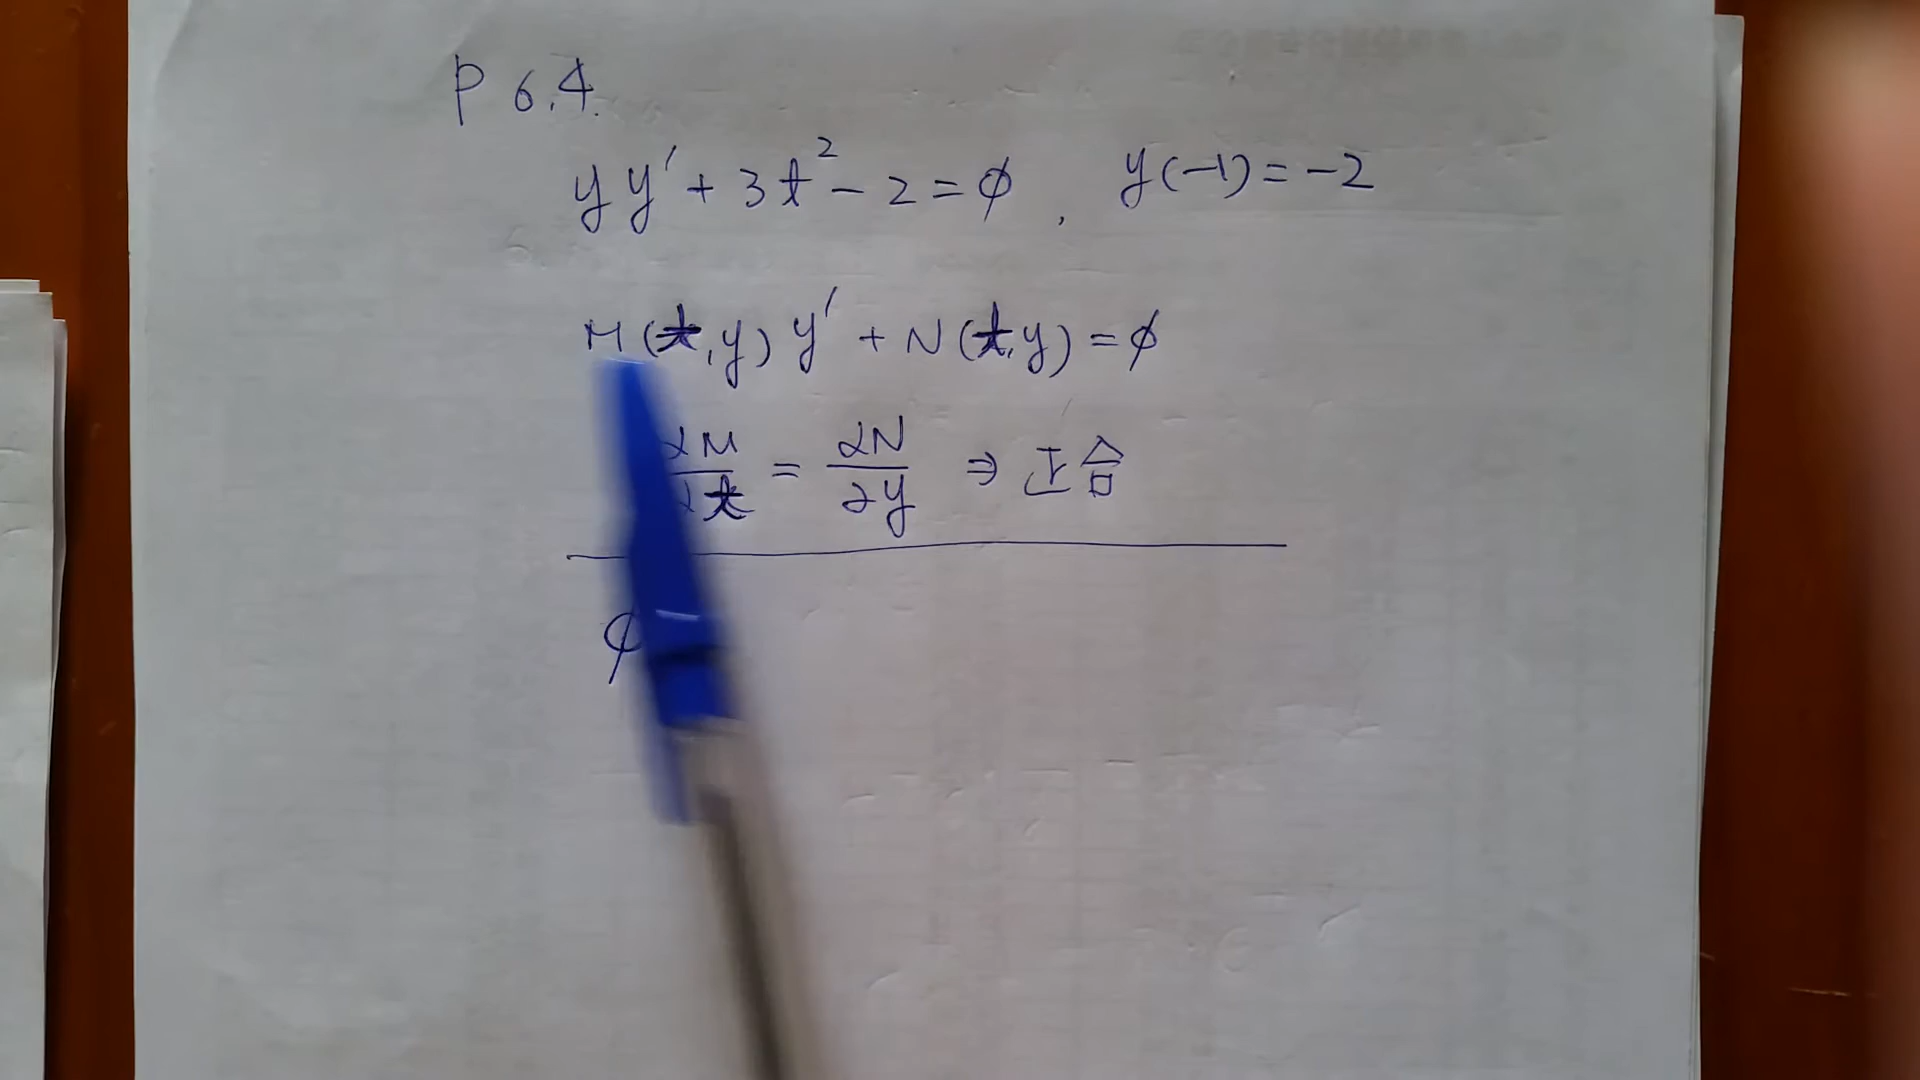 P 6.4.
yy′ + 3t² − 2 = ϕ , y(−1) = −2
M(t,y) y′ + N(t,y) = ϕ
∂M/∂t = ∂N/∂y ⇒ 正合
ϕ